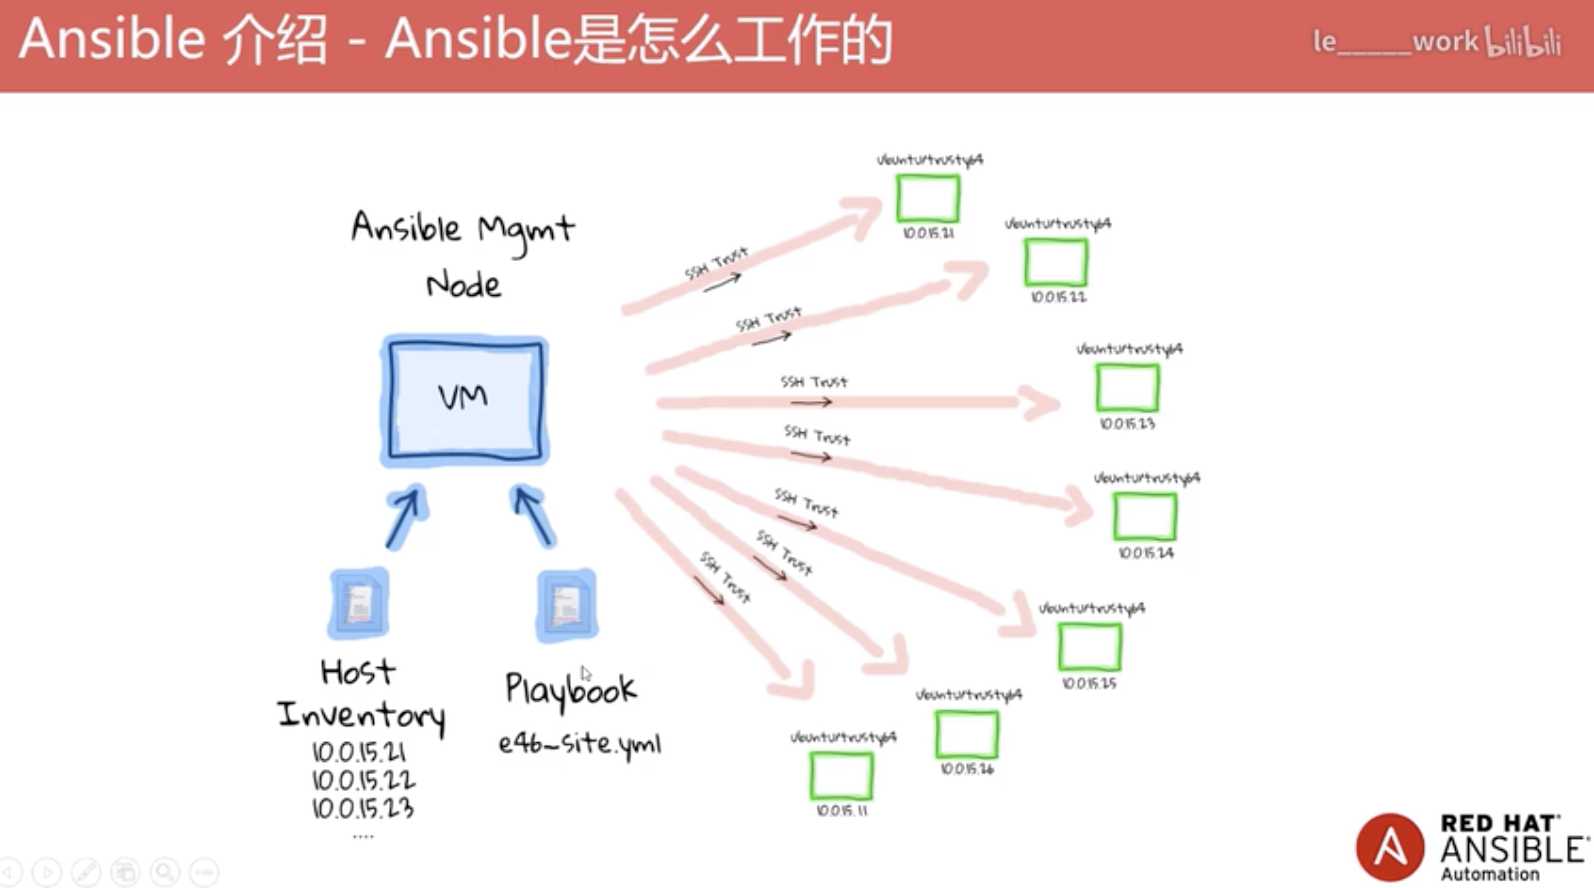 Ansible 介绍 - Ansible是怎么工作的
le_____work bilibili
Ansible Mgmt
Node
VM
Host
Inventory
10.0.15.21
10.0.15.22
10.0.15.23
....
Playbook
e46-site.yml
SSH Trust
SSH Trust
SSH Trust
SSH Trust
SSH Trust
SSH Trust
SSH Trust
ubuntu/trusty64
10.0.15.21
ubuntu/trusty64
10.0.15.22
ubuntu/trusty64
10.0.15.23
ubuntu/trusty64
10.0.15.24
ubuntu/trusty64
10.0.15.25
ubuntu/trusty64
10.0.15.26
ubuntu/trusty64
10.0.15.11
RED HAT®
ANSIBLE®
Automation